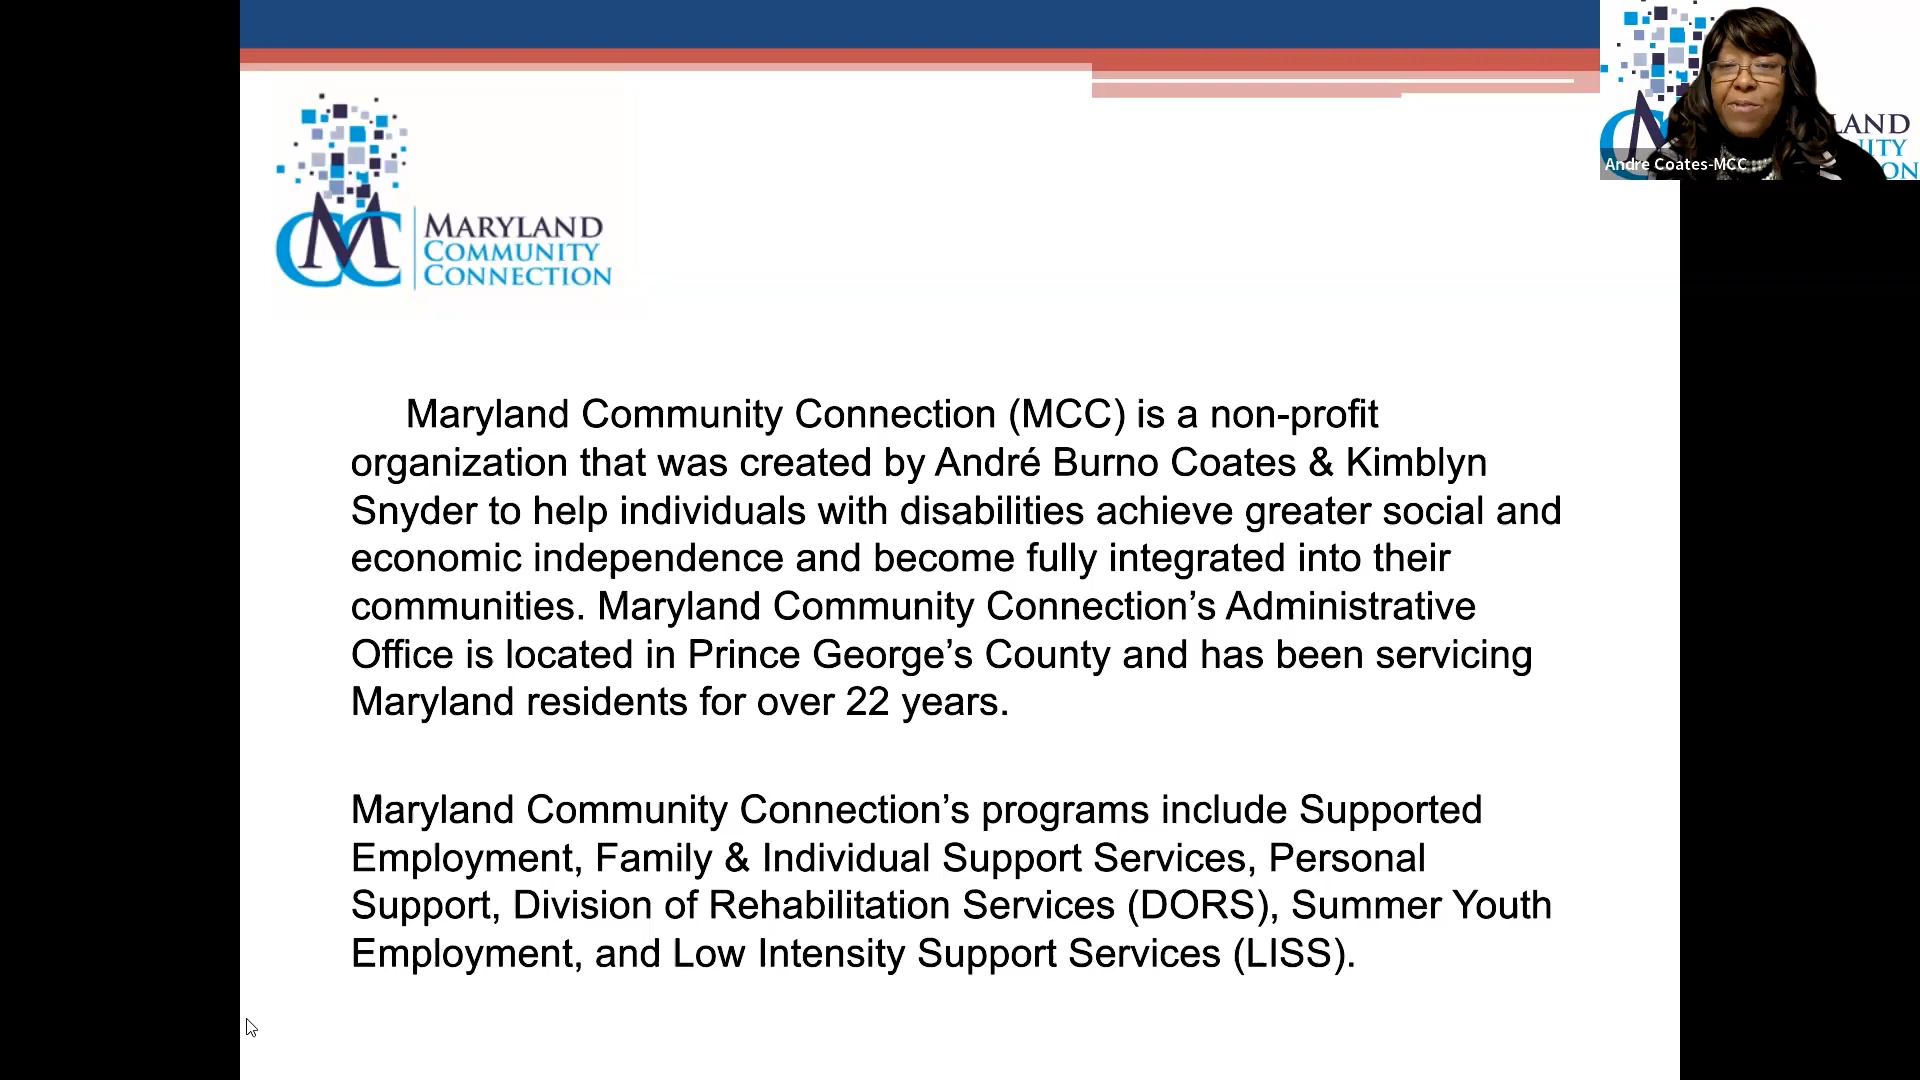 MARYLAND
COMMUNITY
CONNECTION
Maryland Community Connection (MCC) is a non-profit
organization that was created by André Burno Coates & Kimblyn
Snyder to help individuals with disabilities achieve greater social and
economic independence and become fully integrated into their
communities. Maryland Community Connection’s Administrative
Office is located in Prince George’s County and has been servicing
Maryland residents for over 22 years.
Maryland Community Connection’s programs include Supported
Employment, Family & Individual Support Services, Personal
Support, Division of Rehabilitation Services (DORS), Summer Youth
Employment, and Low Intensity Support Services (LISS).
Andre Coates-MCC